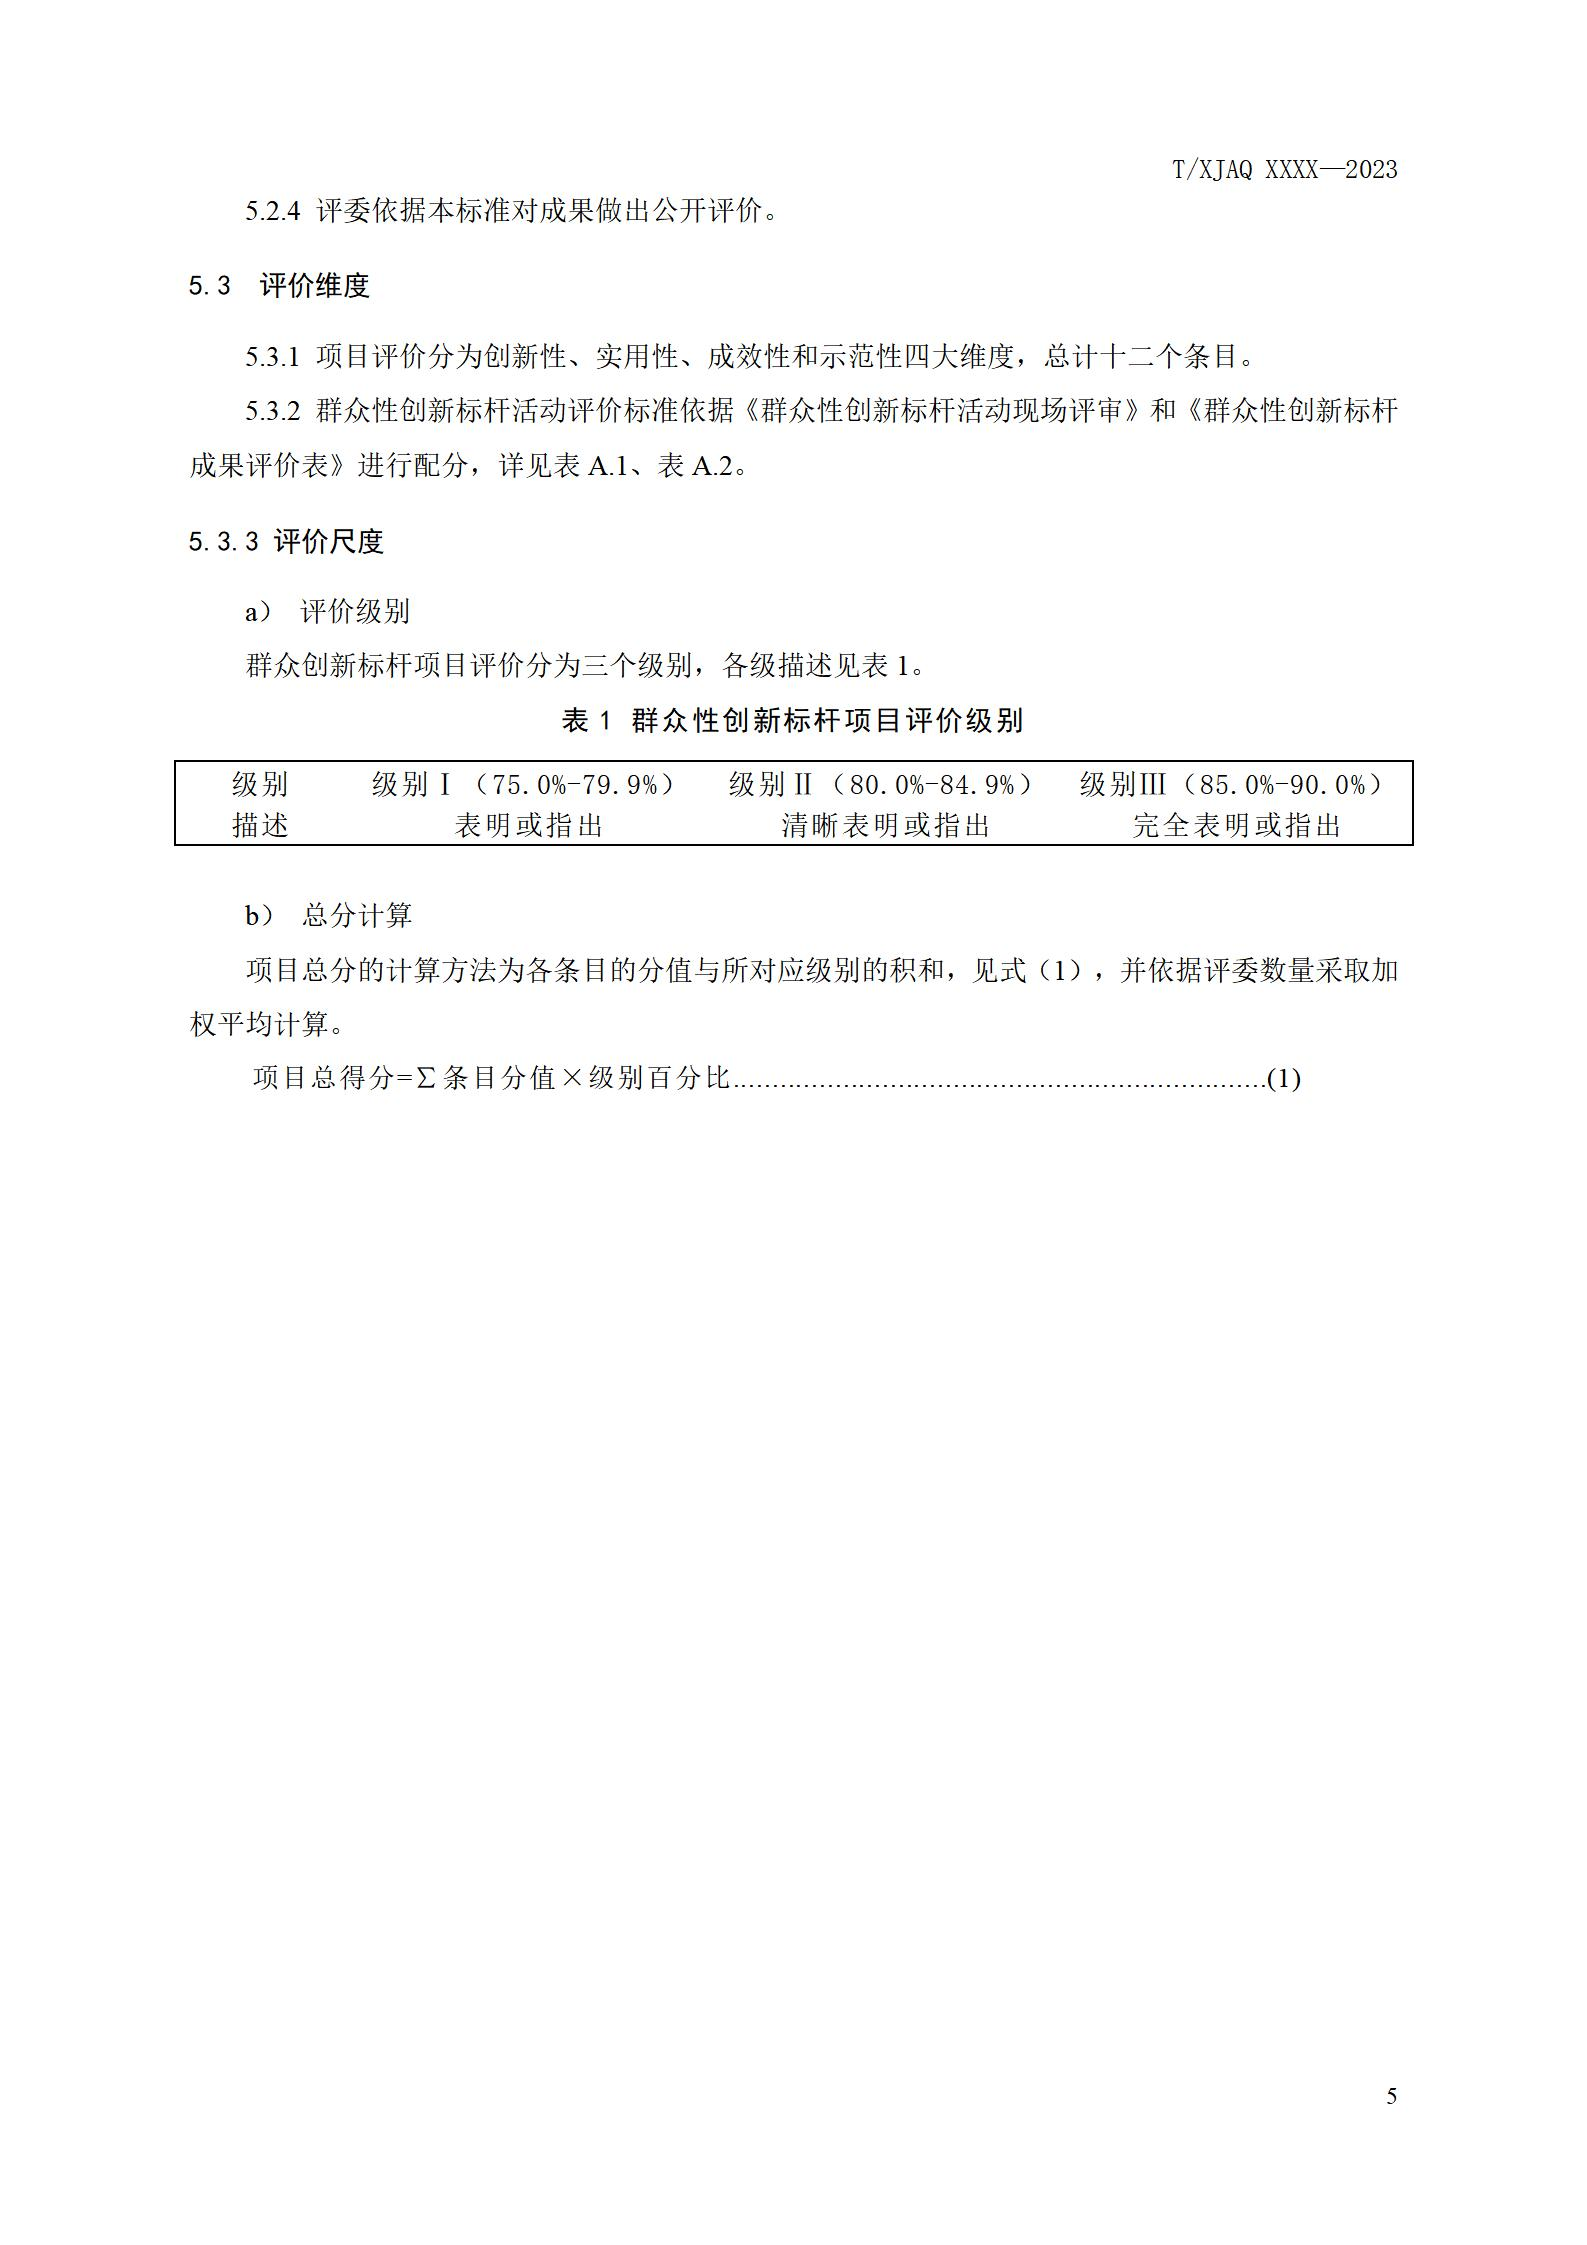 T/XJAQ XXXX—2023
5.2.4 评委依据本标准对成果做出公开评价。
5.3 评价维度
5.3.1 项目评价分为创新性、实用性、成效性和示范性四大维度，总计十二个条目。
5.3.2 群众性创新标杆活动评价标准依据《群众性创新标杆活动现场评审》和《群众性创新标杆
成果评价表》进行配分，详见表 A.1、表 A.2。
5.3.3 评价尺度
a） 评价级别
群众创新标杆项目评价分为三个级别，各级描述见表 1。
表 1 群众性创新标杆项目评价级别
级别 级别Ⅰ（75.0%-79.9%） 级别Ⅱ（80.0%-84.9%） 级别Ⅲ（85.0%-90.0%）
描述 表明或指出 清晰表明或指出 完全表明或指出
b） 总分计算
项目总分的计算方法为各条目的分值与所对应级别的积和，见式（1），并依据评委数量采取加
权平均计算。
项目总得分=∑条目分值×级别百分比....................................................................(1)
5